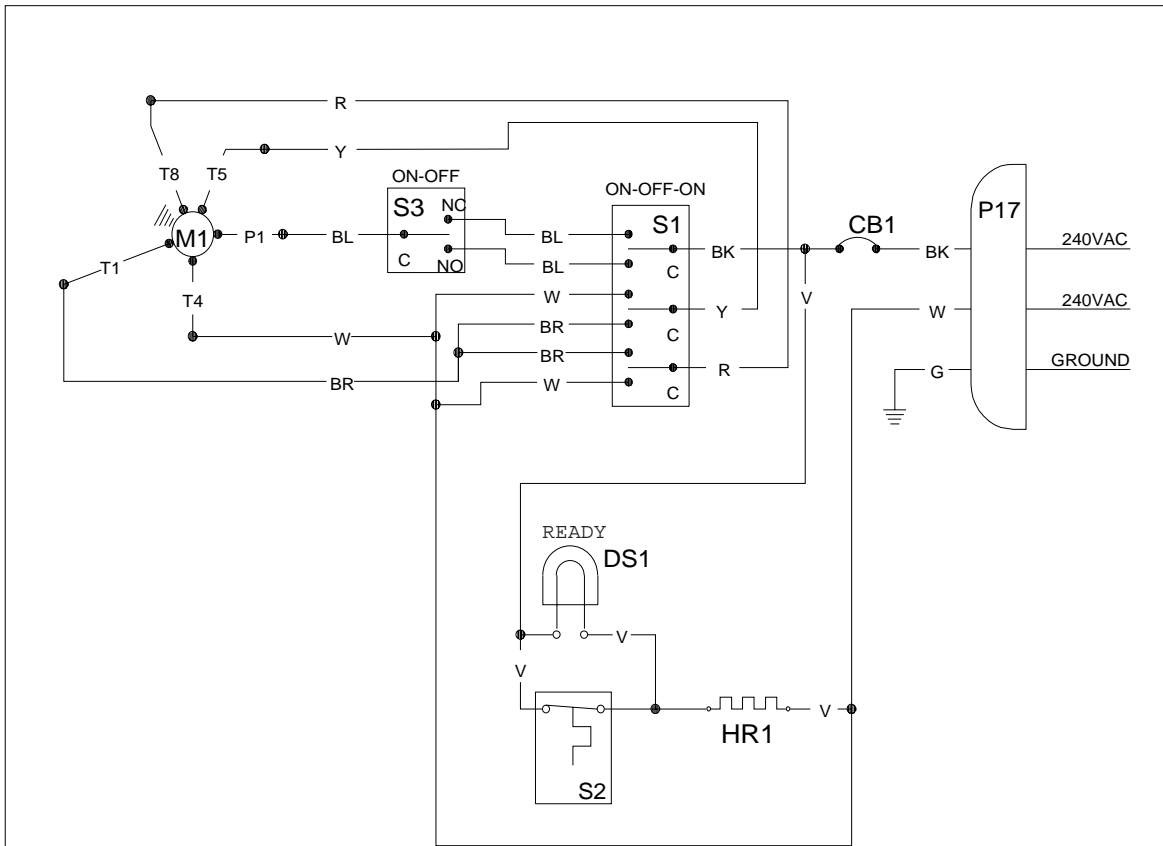 R
Y
T8
T5
ON-OFF
ON-OFF-ON
S3
NC
S1
P17
CB1
M1
P1
BL
BL
BK
BK
240VAC
C
NO
BL
C
T1
W
V
T4
BR
Y
W
240VAC
C
W
BR
R
G
GROUND
BR
W
C
READY
DS1
V
V
V
HR1
S2